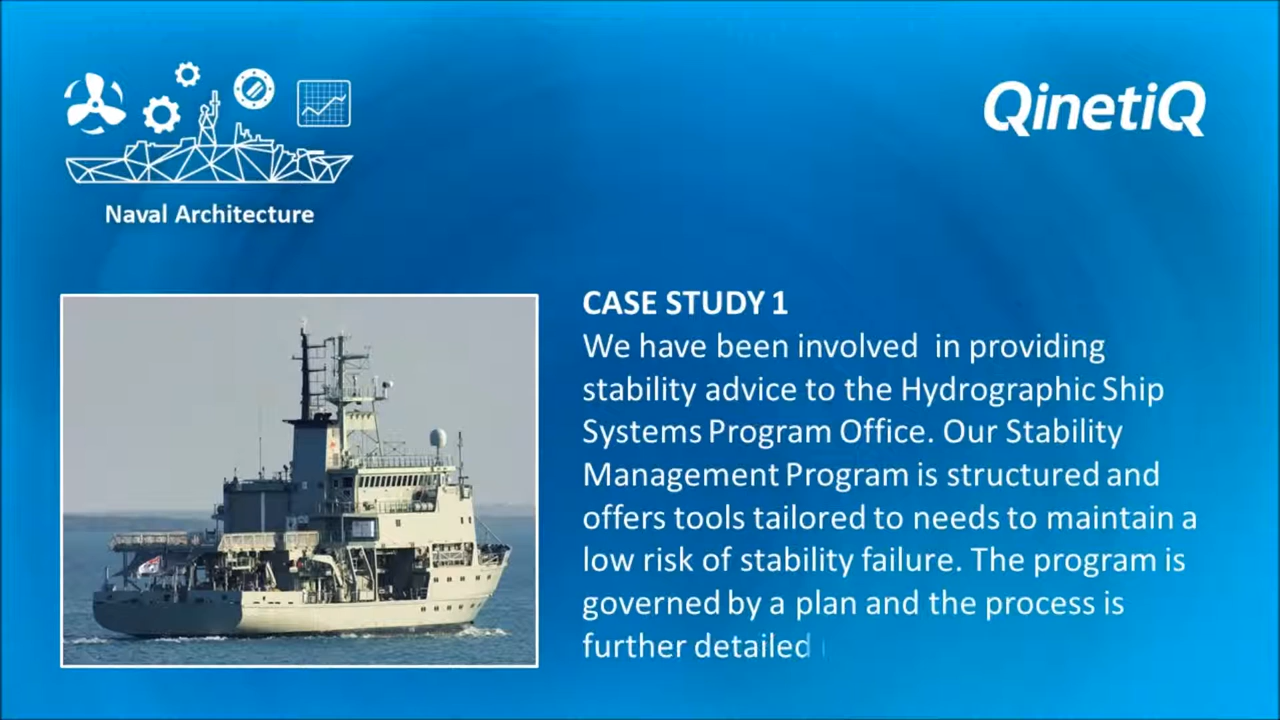 QinetiQ
Naval Architecture
CASE STUDY 1
We have been involved in providing
stability advice to the Hydrographic Ship
Systems Program Office. Our Stability
Management Program is structured and
offers tools tailored to needs to maintain a
low risk of stability failure. The program is
governed by a plan and the process is
further detailed